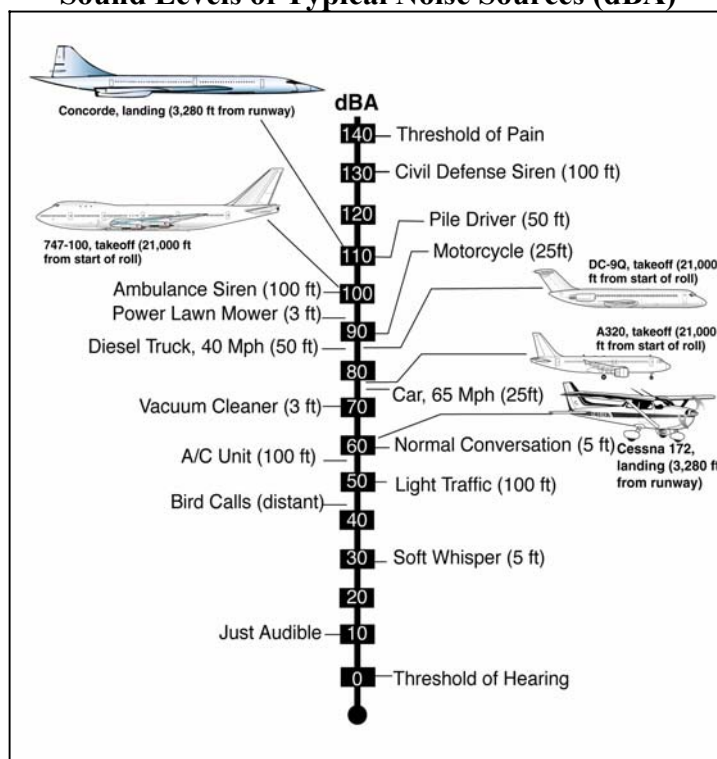 Sound Levels of Typical Noise Sources (dBA)
Concorde, landing (3,280 ft from runway)
dBA
140
Threshold of Pain
130
Civil Defense Siren (100 ft)
120
Pile Driver (50 ft)
747-100, takeoff (21,000 ft
from start of roll)
110
Motorcycle (25ft)
DC-9Q, takeoff (21,000
ft from start of roll)
Ambulance Siren (100 ft)
100
Power Lawn Mower (3 ft)
90
A320, takeoff (21,000
ft from start of roll)
Diesel Truck, 40 Mph (50 ft)
80
Car, 65 Mph (25ft)
Vacuum Cleaner (3 ft)
70
60
Normal Conversation (5 ft)
Cessna 172,
landing (3,280 ft
from runway)
A/C Unit (100 ft)
50
Light Traffic (100 ft)
Bird Calls (distant)
40
30
Soft Whisper (5 ft)
20
Just Audible
10
0
Threshold of Hearing